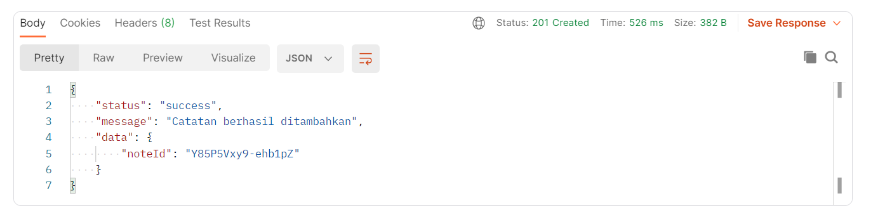 Body Cookies Headers (8) Test Results Status: 201 Created Time: 526 ms Size: 382 B Save Response
Pretty Raw Preview Visualize JSON
1 {
2 "status": "success",
3 "message": "Catatan berhasil ditambahkan",
4 "data": {
5 "noteId": "Y85P5Vxy9-ehb1pZ"
6 }
7 }